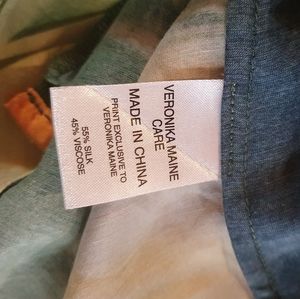 VERONIKA MAINE
CARE
MADE IN CHINA
PRINT EXCLUSIVE TO
VERONIKA MAINE
55% SILK
45% VISCOSE